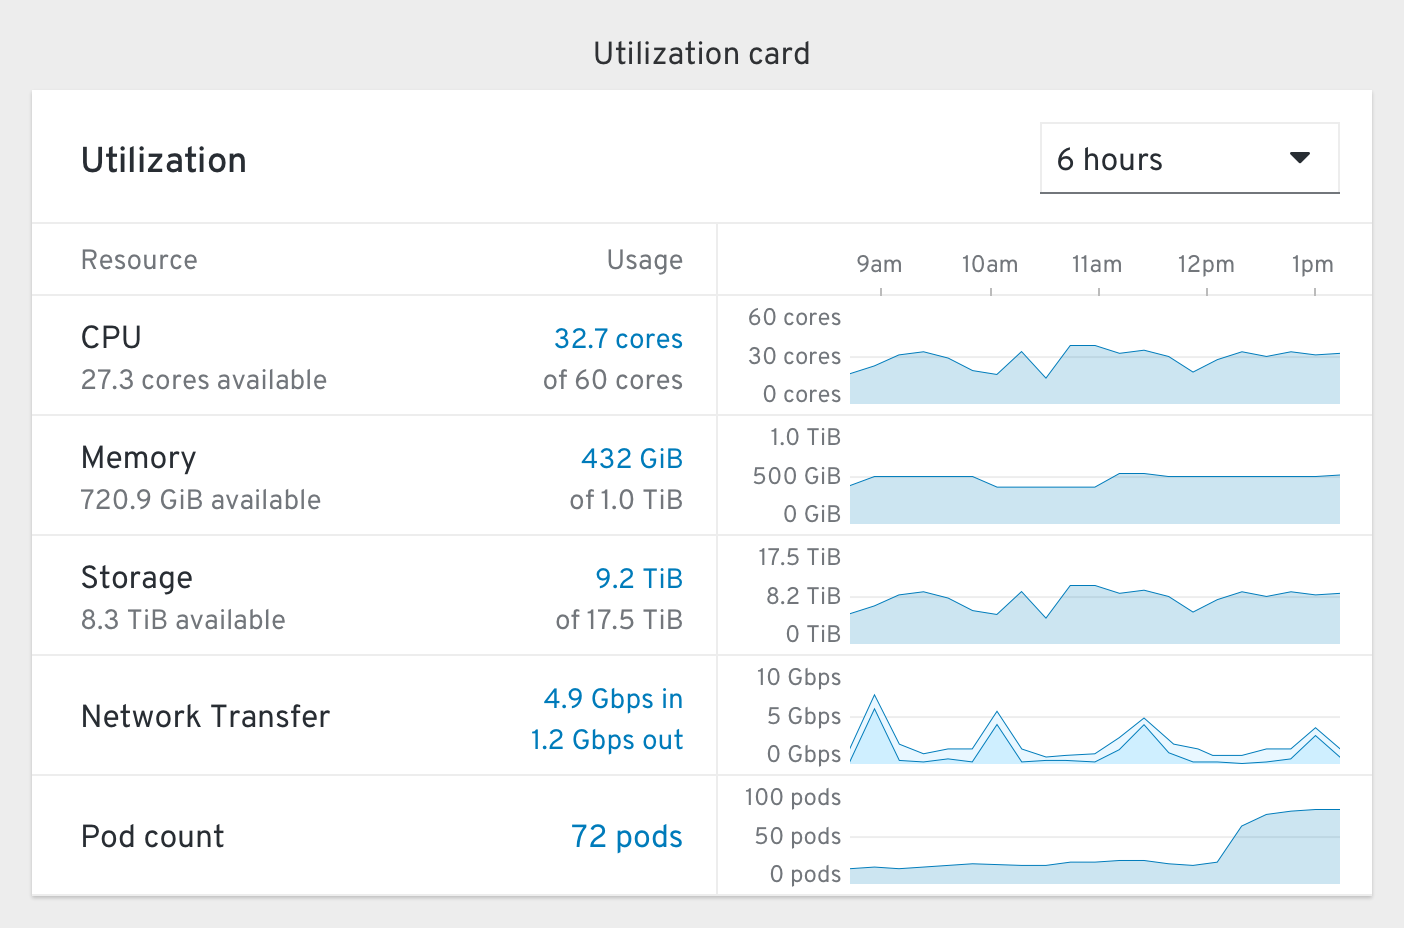 Utilization card
Utilization
6 hours
Resource
Usage
9am 10am 11am 12pm 1pm
CPU
27.3 cores available
32.7 cores
of 60 cores
60 cores
30 cores
0 cores
Memory
720.9 GiB available
432 GiB
of 1.0 TiB
1.0 TiB
500 GiB
0 GiB
Storage
8.3 TiB available
9.2 TiB
of 17.5 TiB
17.5 TiB
8.2 TiB
0 TiB
Network Transfer
4.9 Gbps in
1.2 Gbps out
10 Gbps
5 Gbps
0 Gbps
Pod count
72 pods
100 pods
50 pods
0 pods